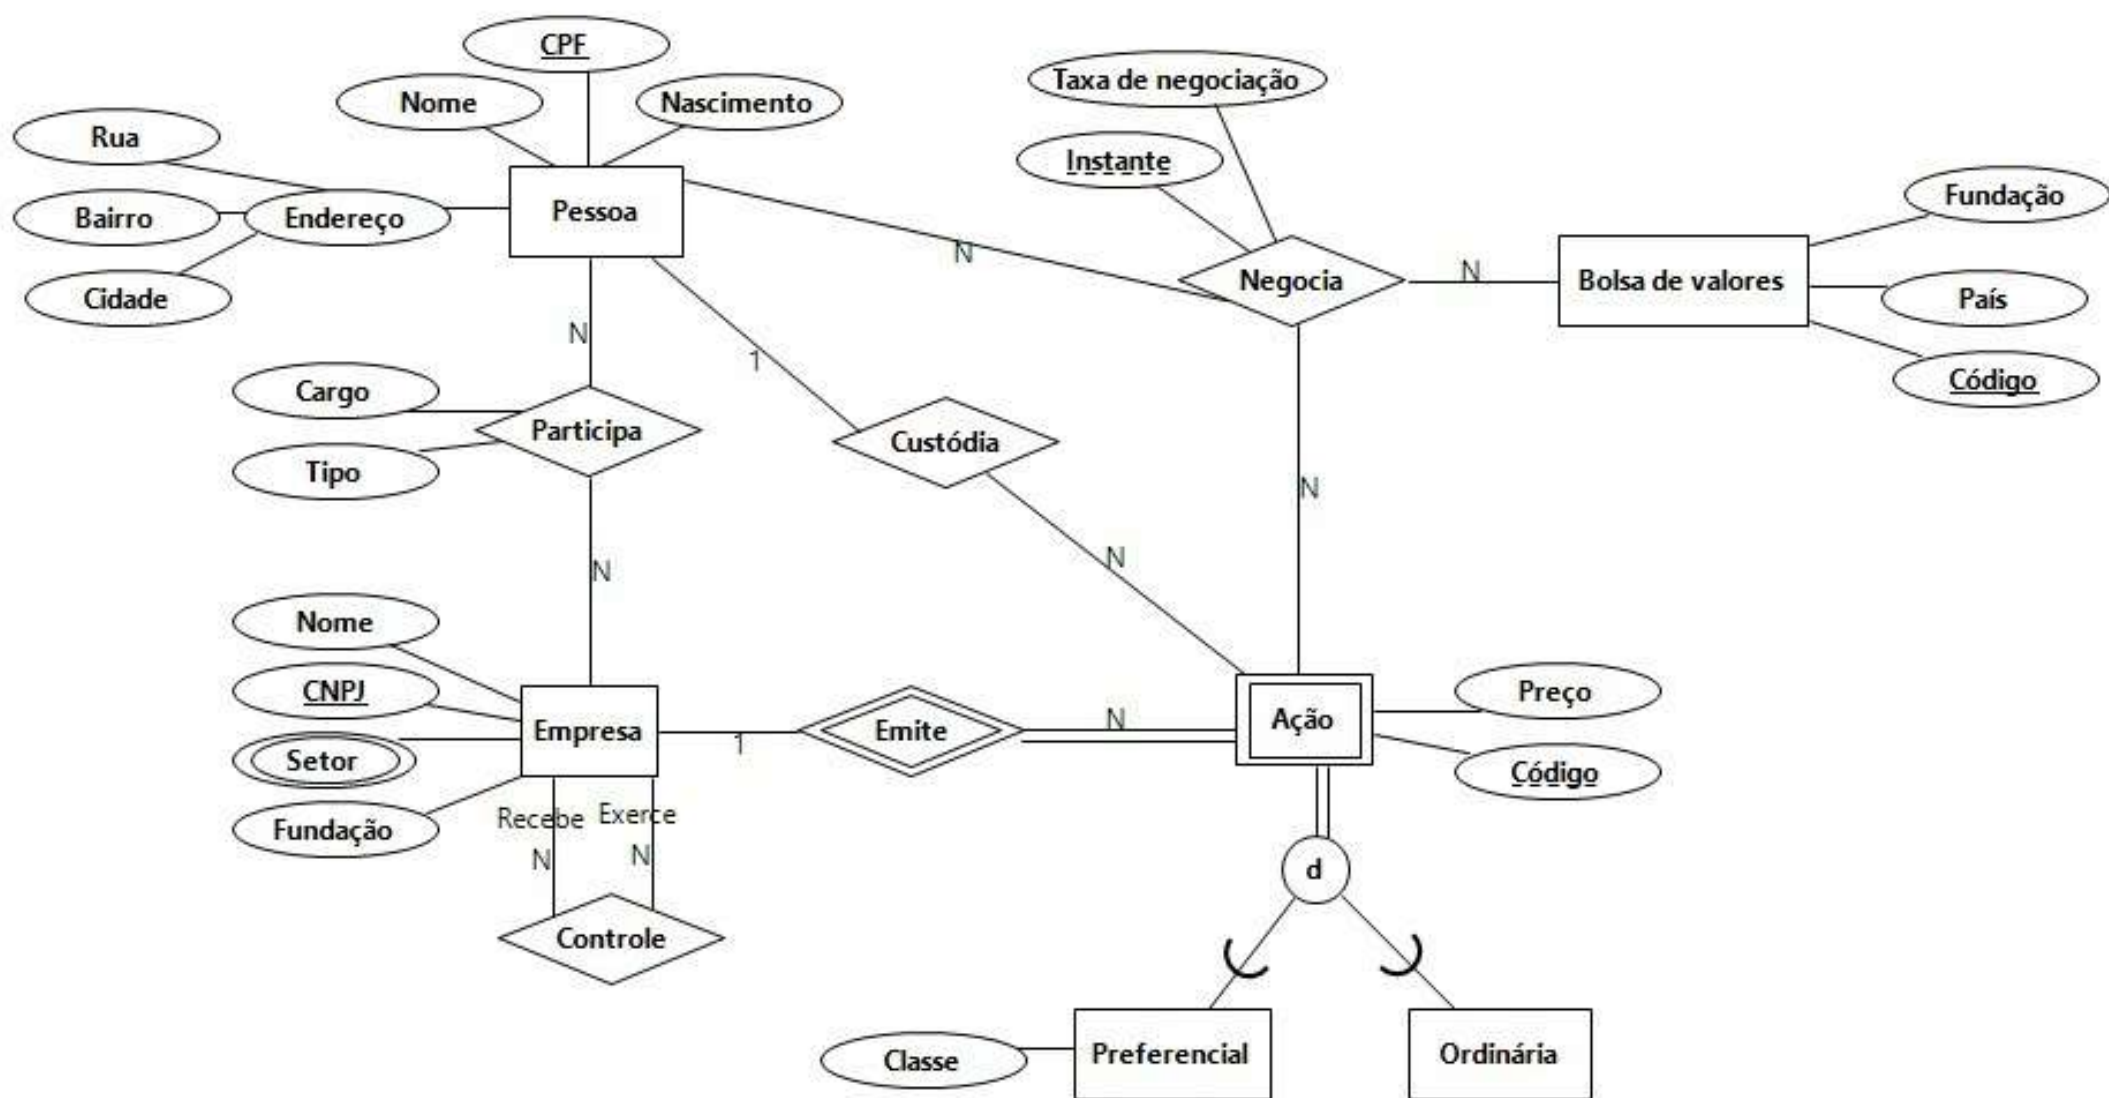 CPF
Nome
Nascimento
Taxa de negociação
Rua
Instante
Fundação
Bairro
Endereço
Pessoa
N
Negocia
N
Bolsa de valores
País
Cidade
N
1
Código
Cargo
Participa
Custódia
Tipo
N
N
N
Nome
CNPJ
Setor
Fundação
Empresa
1
Emite
N
Ação
Preço
Código
Recebe
Exerce
N
N
Controle
d
Classe
Preferencial
Ordinária